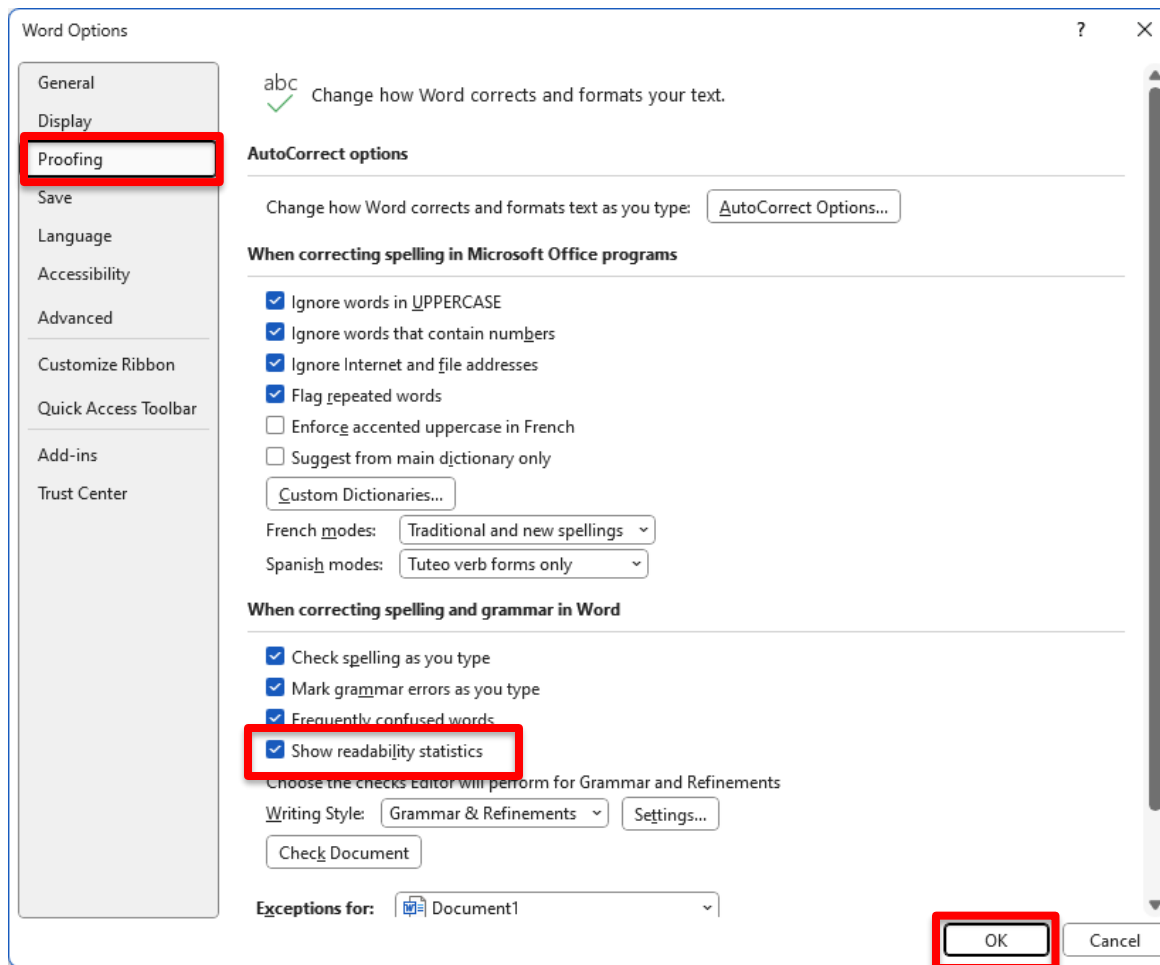 Word Options
?
General
Display
Proofing
Save
Language
Accessibility
Advanced
Customize Ribbon
Quick Access Toolbar
Add-ins
Trust Center
abc
Change how Word corrects and formats your text.
AutoCorrect options
Change how Word corrects and formats text as you type: AutoCorrect Options...
When correcting spelling in Microsoft Office programs
Ignore words in UPPERCASE
Ignore words that contain numbers
Ignore Internet and file addresses
Flag repeated words
Enforce accented uppercase in French
Suggest from main dictionary only
Custom Dictionaries...
French modes: Traditional and new spellings
Spanish modes: Tuteo verb forms only
When correcting spelling and grammar in Word
Check spelling as you type
Mark grammar errors as you type
Frequently confused words
Show readability statistics
Choose the checks Editor will perform for Grammar and Refinements
Writing Style: Grammar & Refinements Settings...
Check Document
Exceptions for: Document1
OK Cancel